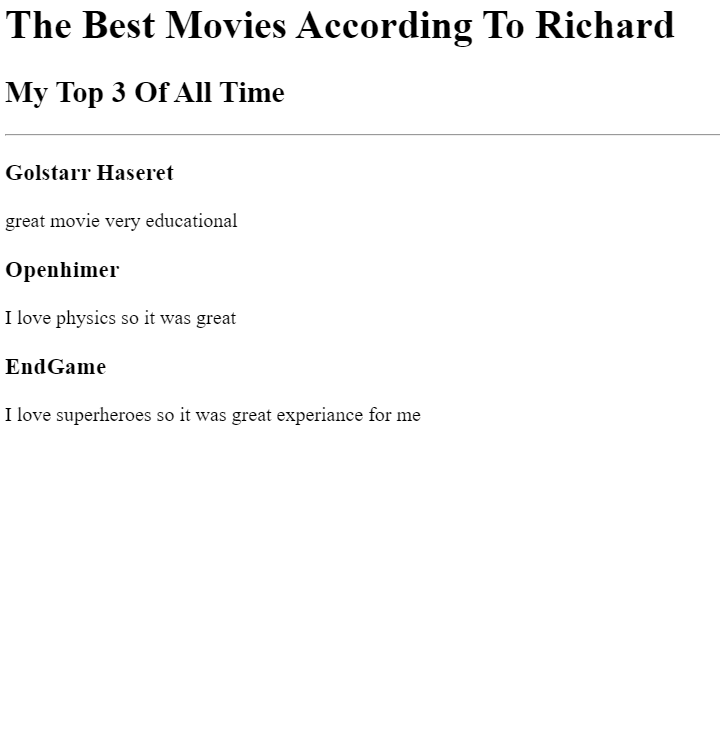 The Best Movies According To Richard
My Top 3 Of All Time
Golstarr Haseret
great movie very educational
Openhimer
I love physics so it was great
EndGame
I love superheroes so it was great experiance for me